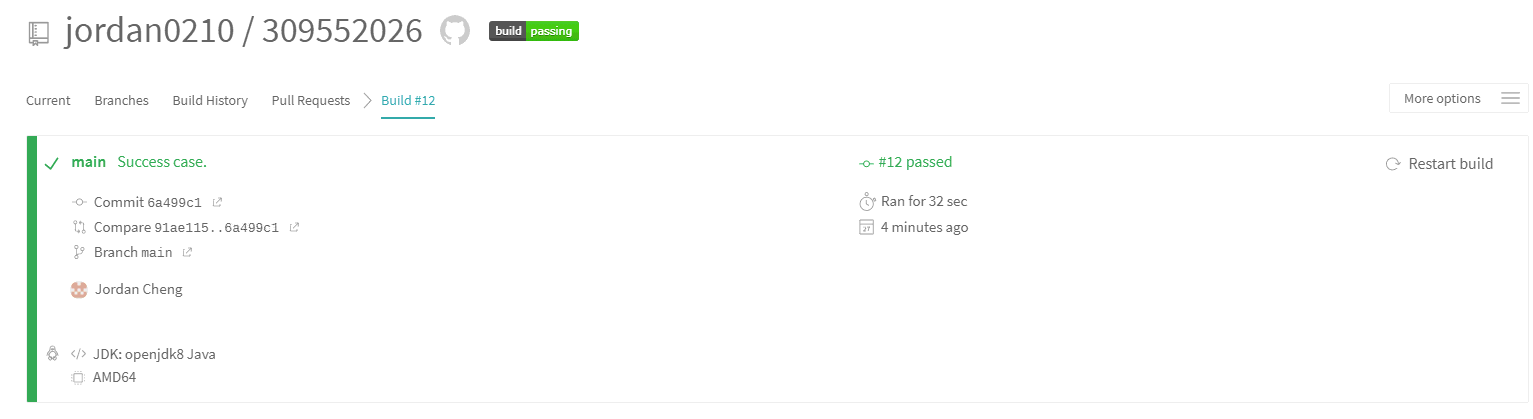 jordan0210 / 309552026 build passing
Current Branches Build History Pull Requests Build #12 More options
main Success case. #12 passed Restart build
Commit 6a499c1 Ran for 32 sec
Compare 91ae115..6a499c1 4 minutes ago
Branch main
Jordan Cheng
</> JDK: openjdk8 Java
AMD64